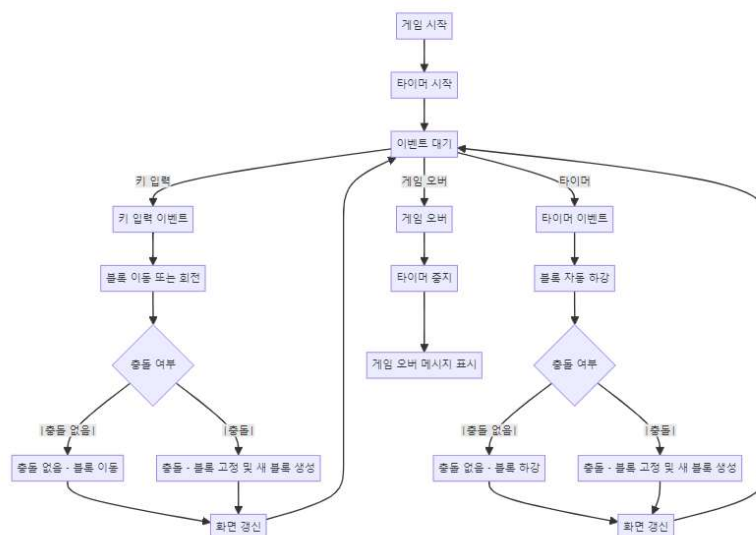 게임 시작
타이머 시작
이벤트 대기
키 입력
게임 오버
타이머
키 입력 이벤트
게임 오버
타이머 이벤트
블록 이동 또는 회전
타이머 중지
블록 자동 하강
충돌 여부
게임 오버 메시지 표시
충돌 여부
|충돌 없음|
|충돌|
|충돌 없음|
|충돌|
충돌 없음 - 블록 이동
충돌 - 블록 고정 및 새 블록 생성
충돌 없음 - 블록 하강
충돌 - 블록 고정 및 새 블록 생성
화면 갱신
화면 갱신